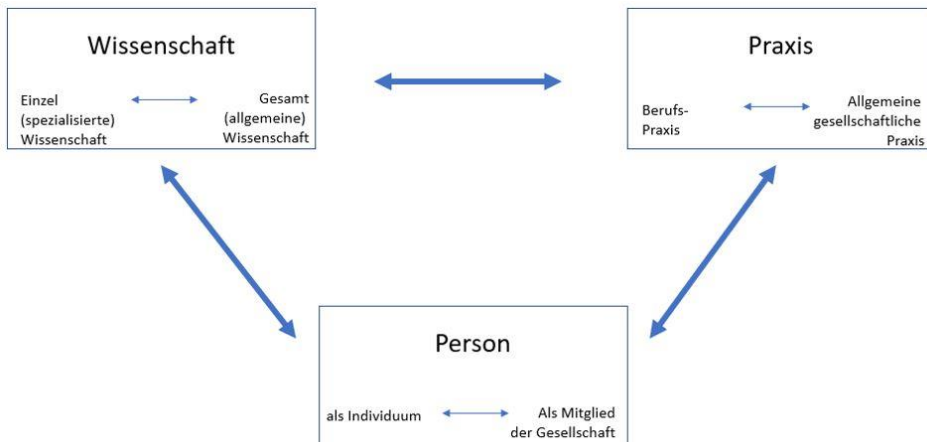 Wissenschaft
Einzel
(spezialisierte)
Wissenschaft
Gesamt
(allgemeine)
Wissenschaft
Praxis
Berufs-
Praxis
Allgemeine
gesellschaftliche
Praxis
Person
als Individuum
Als Mitglied
der Gesellschaft